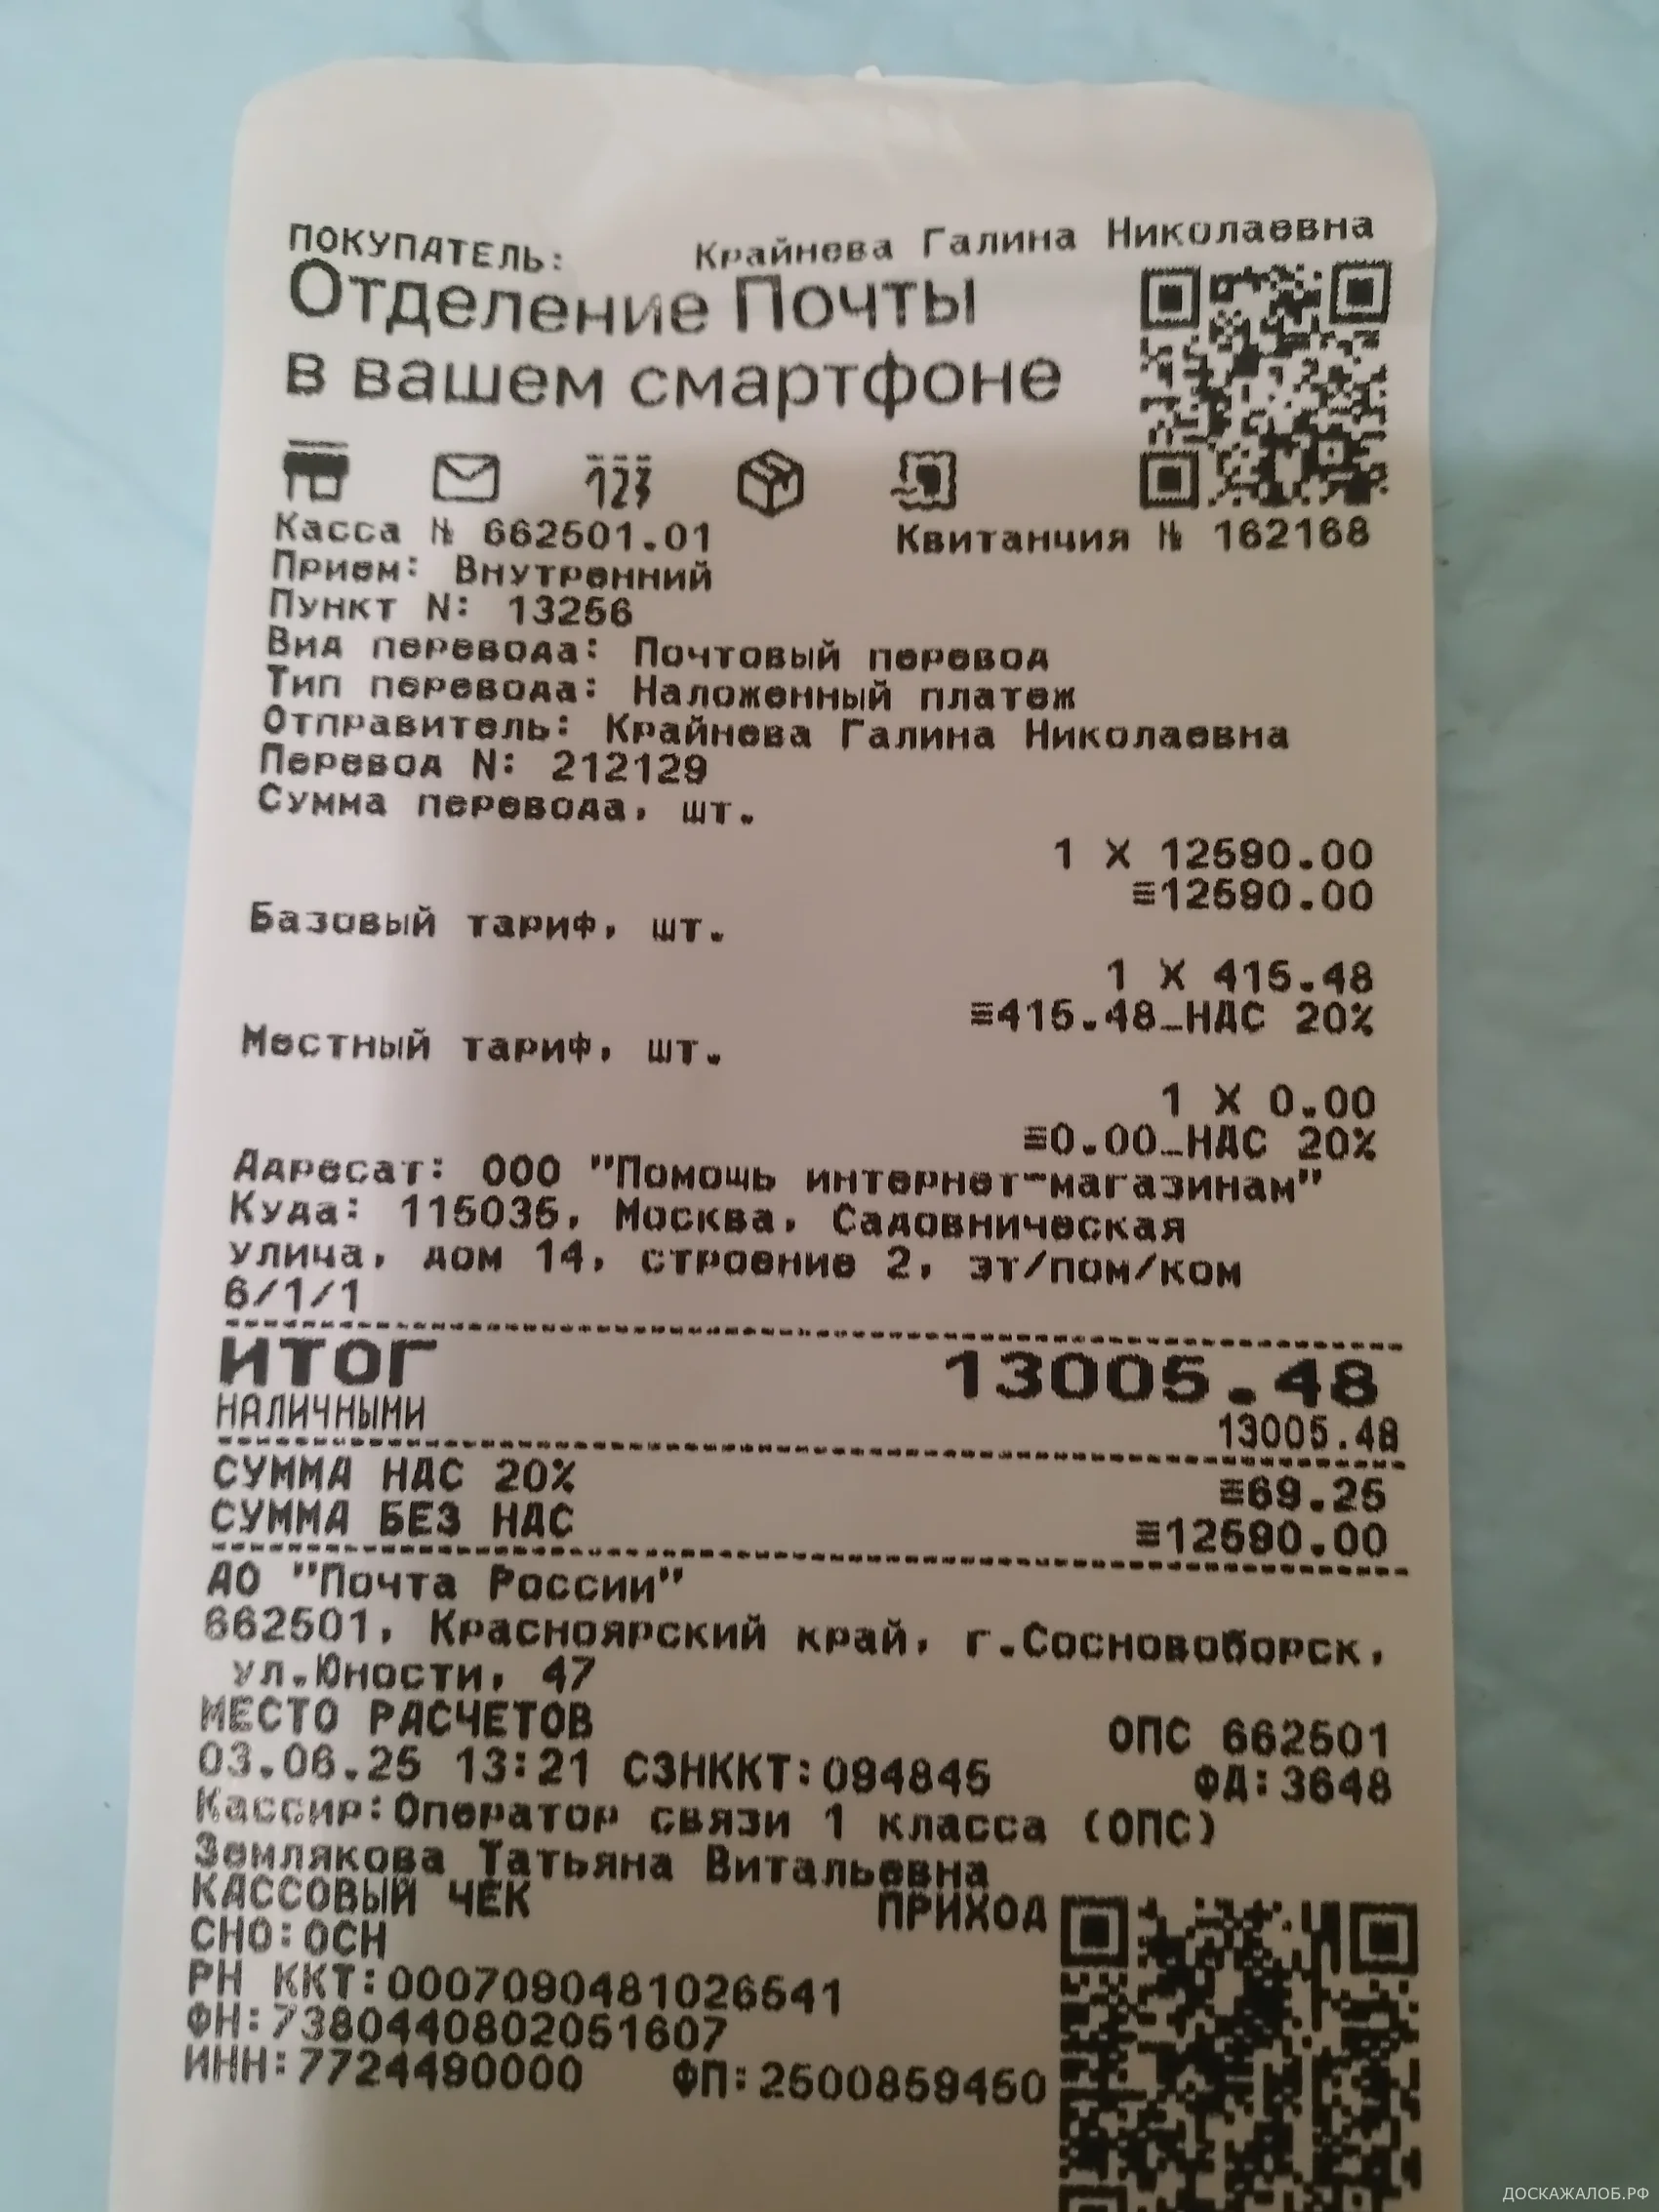 ПОКУПАТЕЛЬ: Крайнева Галина Николаевна
Отделение Почты
в вашем смартфоне
123
Касса № 662501.01 Квитанция № 162168
Прием: Внутренний
Пункт N: 13256
Вид перевода: Почтовый перевод
Тип перевода: Наложенный платеж
Отправитель: Крайнева Галина Николаевна
Перевод N: 212129
Сумма перевода, шт.
1 X 12590.00
≡12590.00
Базовый тариф, шт.
1 X 415.48
≡415.48_НДС 20%
Местный тариф, шт.
1 X 0.00
≡0.00_НДС 20%
Адресат: ООО "Помощь интернет-магазинам"
Куда: 115035, Москва, Садовническая
улица, дом 14, строение 2, эт/пом/ком
6/1/1
ИТОГ 13005.48
НАЛИЧНЫМИ 13005.48
СУММА НДС 20% ≡69.25
СУММА БЕЗ НДС ≡12590.00
АО "Почта России"
662501, Красноярский край, г.Сосновоборск,
ул.Юности, 47
МЕСТО РАСЧЕТОВ ОПС 662501
03.06.25 13:21 СЗНККТ:094845 ФД:3648
Кассир:Оператор связи 1 класса (ОПС)
Землякова Татьяна Витальевна
КАССОВЫЙ ЧЕК ПРИХОД
СНО:ОСН
РН ККТ:0007090481026541
ФН:7380440802051607
ИНН:7724490000 ФП:2500859450
ДОСКАЖАЛОБ.РФ